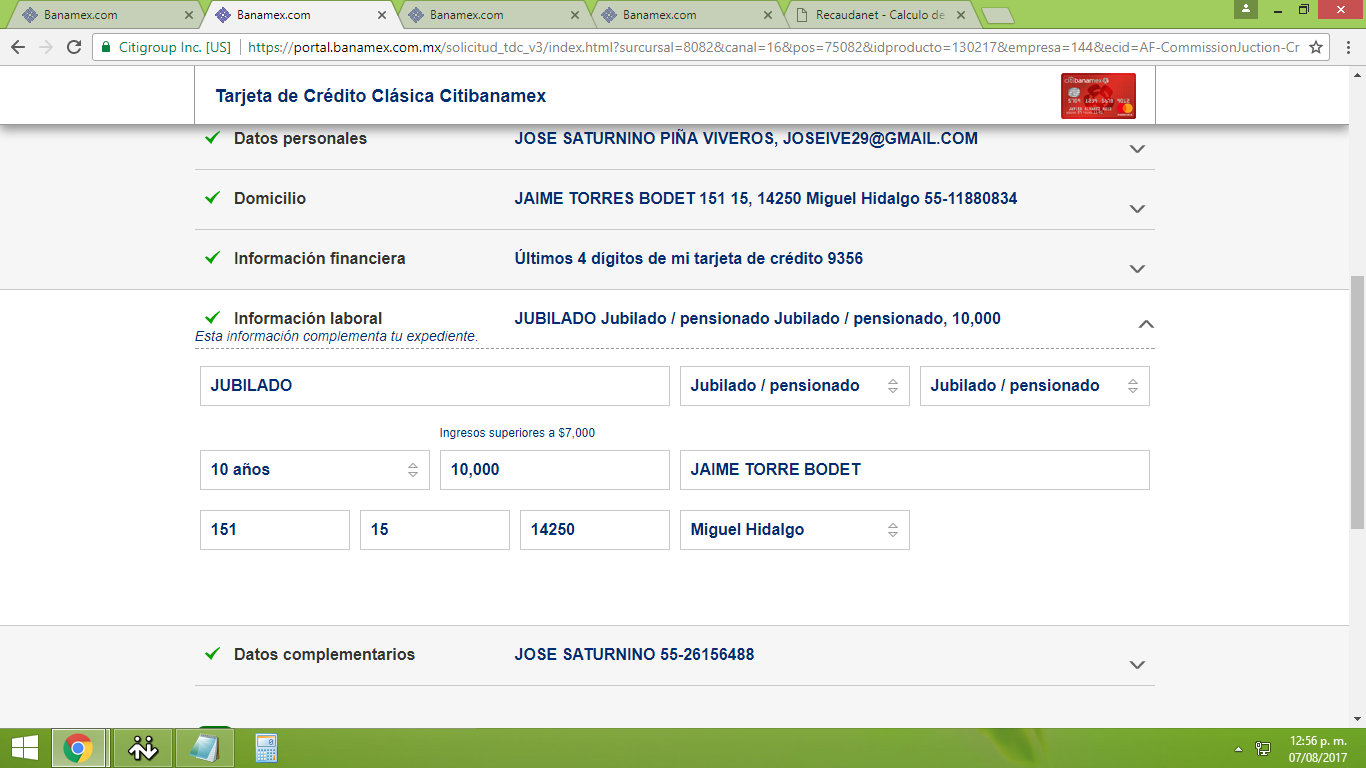 Banamex.com
Banamex.com
Banamex.com
Banamex.com
Recaudanet - Calculo de
Citigroup Inc. [US]
https://portal.banamex.com.mx/solicitud_tdc_v3/index.html?surcursal=8082&canal=16&pos=75082&idproducto=130217&empresa=144&ecid=AF-CommissionJuction-Cr
Tarjeta de Crédito Clásica Citibanamex
citibanamex
Datos personales
JOSE SATURNINO PIÑA VIVEROS, JOSEIVE29@GMAIL.COM
Domicilio
JAIME TORRES BODET 151 15, 14250 Miguel Hidalgo 55-11880834
Información financiera
Últimos 4 dígitos de mi tarjeta de crédito 9356
Información laboral
JUBILADO Jubilado / pensionado Jubilado / pensionado, 10,000
Esta información complementa tu expediente.
JUBILADO
Jubilado / pensionado
Jubilado / pensionado
Ingresos superiores a $7,000
10 años
10,000
JAIME TORRE BODET
151
15
14250
Miguel Hidalgo
Datos complementarios
JOSE SATURNINO 55-26156488
12:56 p. m.
07/08/2017